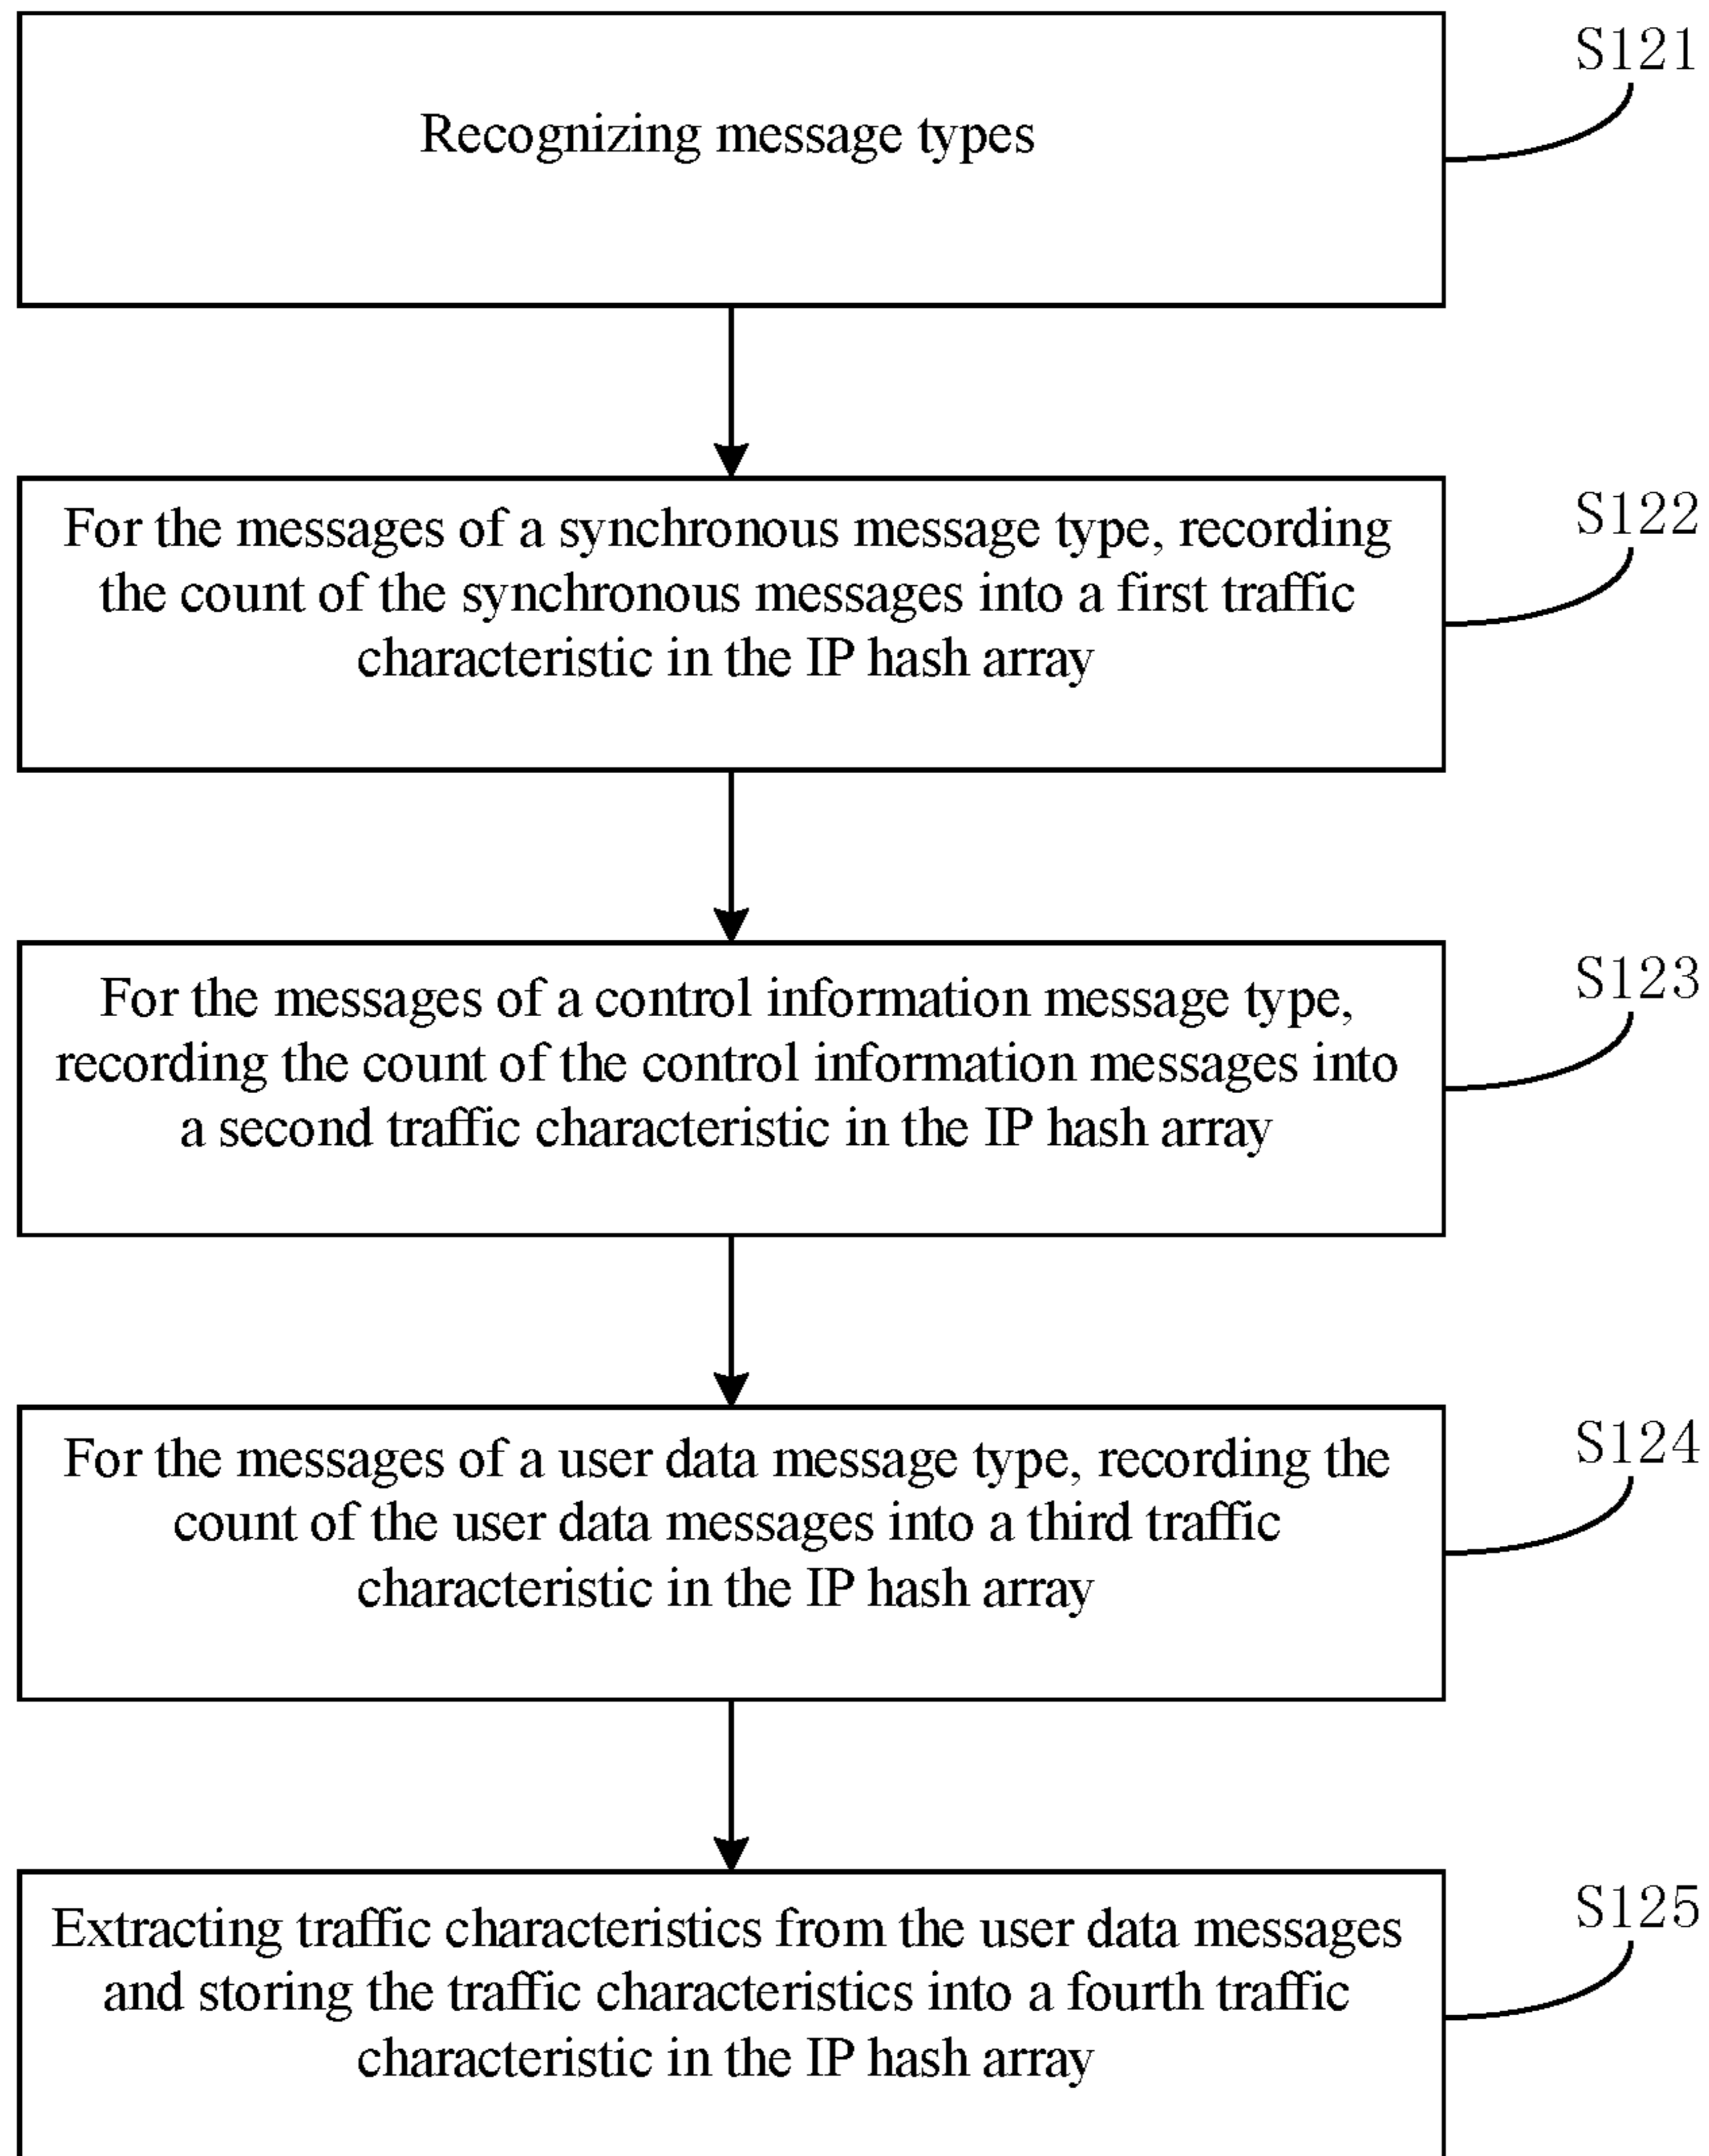 S121
Recognizing message types
S122
For the messages of a synchronous message type, recording
the count of the synchronous messages into a first traffic
characteristic in the IP hash array
S123
For the messages of a control information message type,
recording the count of the control information messages into
a second traffic characteristic in the IP hash array
S124
For the messages of a user data message type, recording the
count of the user data messages into a third traffic
characteristic in the IP hash array
S125
Extracting traffic characteristics from the user data messages
and storing the traffic characteristics into a fourth traffic
characteristic in the IP hash array